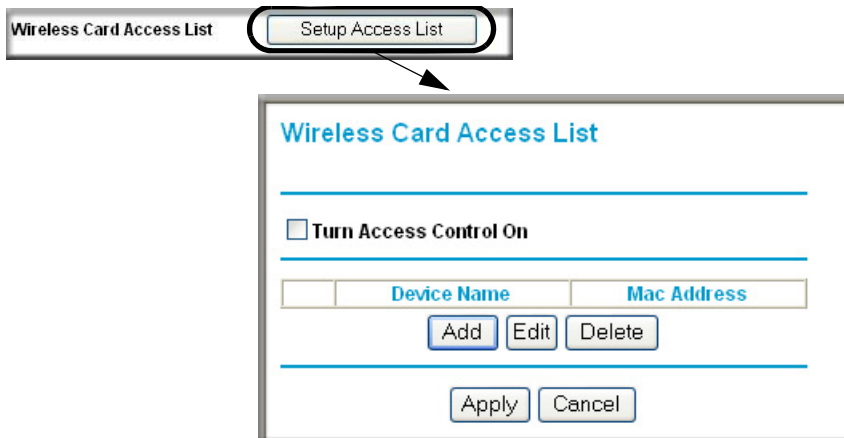 Wireless Card Access List Setup Access List
Wireless Card Access List
Turn Access Control On
Device Name Mac Address
Add Edit Delete
Apply Cancel